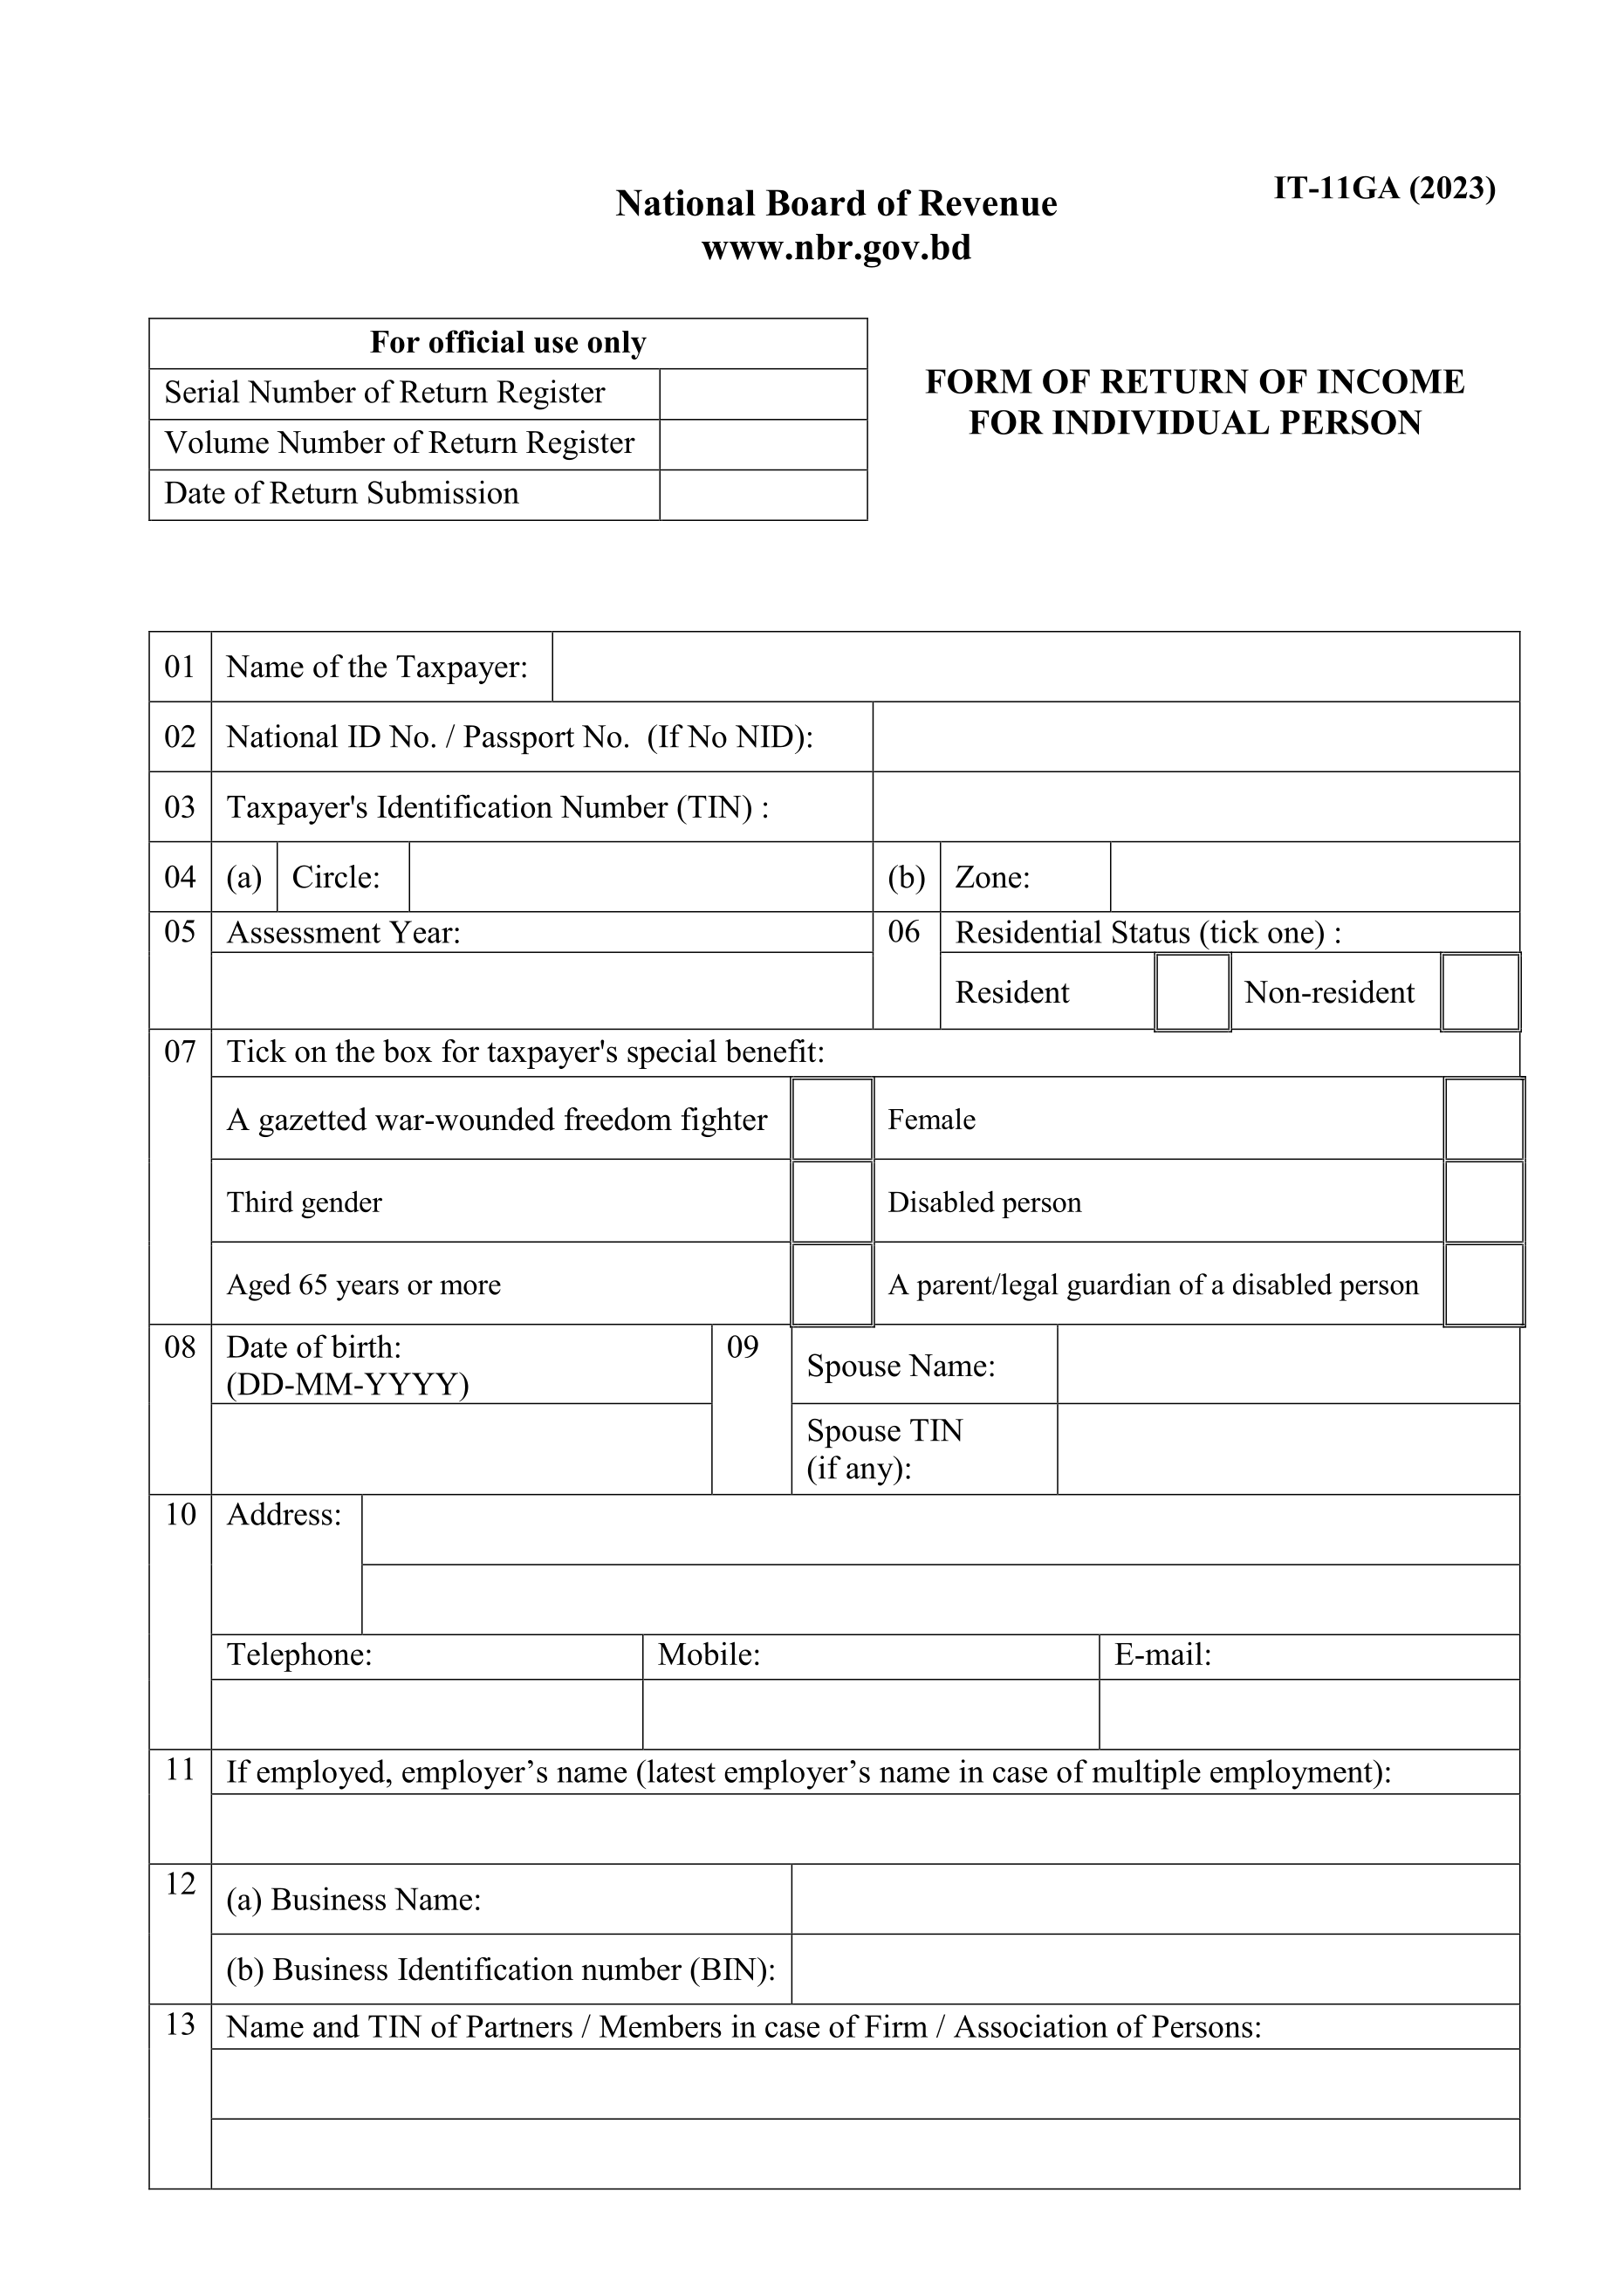 IT-11GA (2023)
National Board of Revenue
www.nbr.gov.bd
For official use only
Serial Number of Return Register
Volume Number of Return Register
Date of Return Submission
FORM OF RETURN OF INCOME
FOR INDIVIDUAL PERSON
01 Name of the Taxpayer:
02 National ID No. / Passport No. (If No NID):
03 Taxpayer's Identification Number (TIN) :
04 (a) Circle: (b) Zone:
05 Assessment Year: 06 Residential Status (tick one) :
Resident Non-resident
07 Tick on the box for taxpayer's special benefit:
A gazetted war-wounded freedom fighter Female
Third gender Disabled person
Aged 65 years or more A parent/legal guardian of a disabled person
08 Date of birth:
(DD-MM-YYYY)
09 Spouse Name:
Spouse TIN
(if any):
10 Address:
Telephone: Mobile: E-mail:
11 If employed, employer’s name (latest employer’s name in case of multiple employment):
12 (a) Business Name:
(b) Business Identification number (BIN):
13 Name and TIN of Partners / Members in case of Firm / Association of Persons: